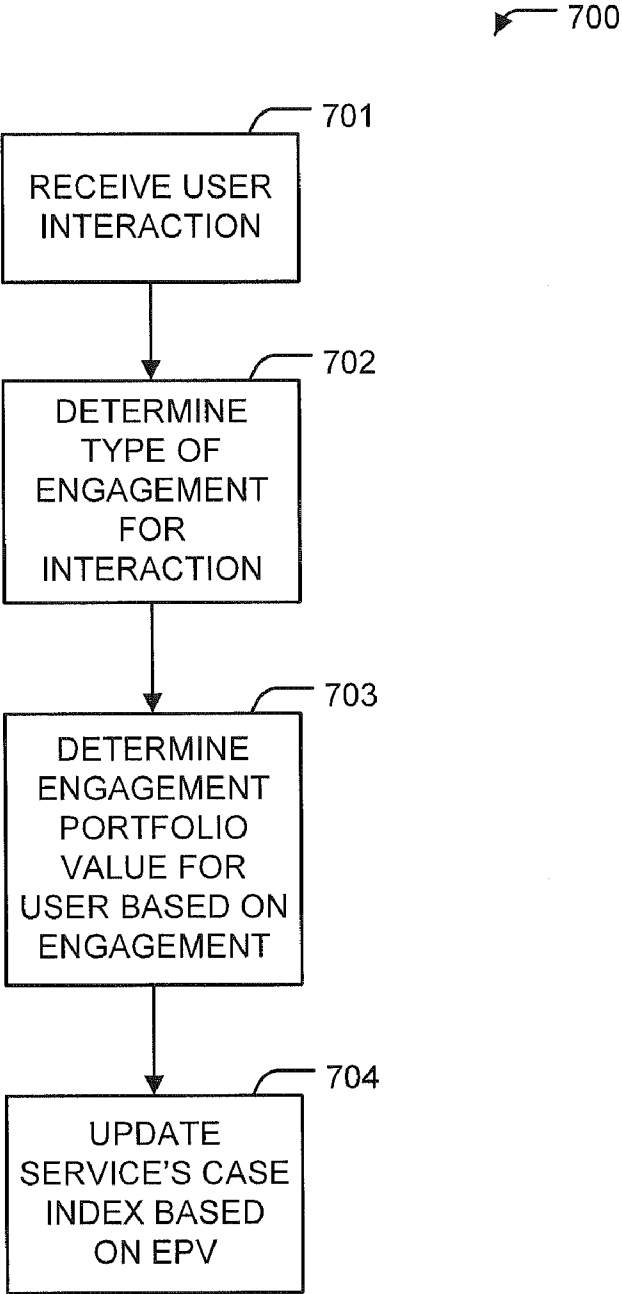 700
701
RECEIVE USER
INTERACTION
702
DETERMINE
TYPE OF
ENGAGEMENT
FOR
INTERACTION
703
DETERMINE
ENGAGEMENT
PORTFOLIO
VALUE FOR
USER BASED ON
ENGAGEMENT
704
UPDATE
SERVICE'S CASE
INDEX BASED
ON EPV